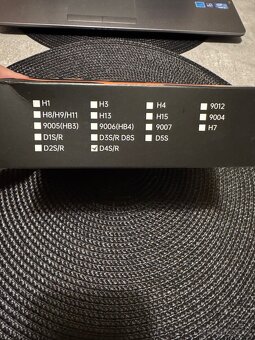 H1 H3 H4 9012
H8/H9/H11 H13 H15 9004
9005(HB3) 9006(HB4) 9007 H7
D1S/R D3S/R D8S D5S
D2S/R D4S/R